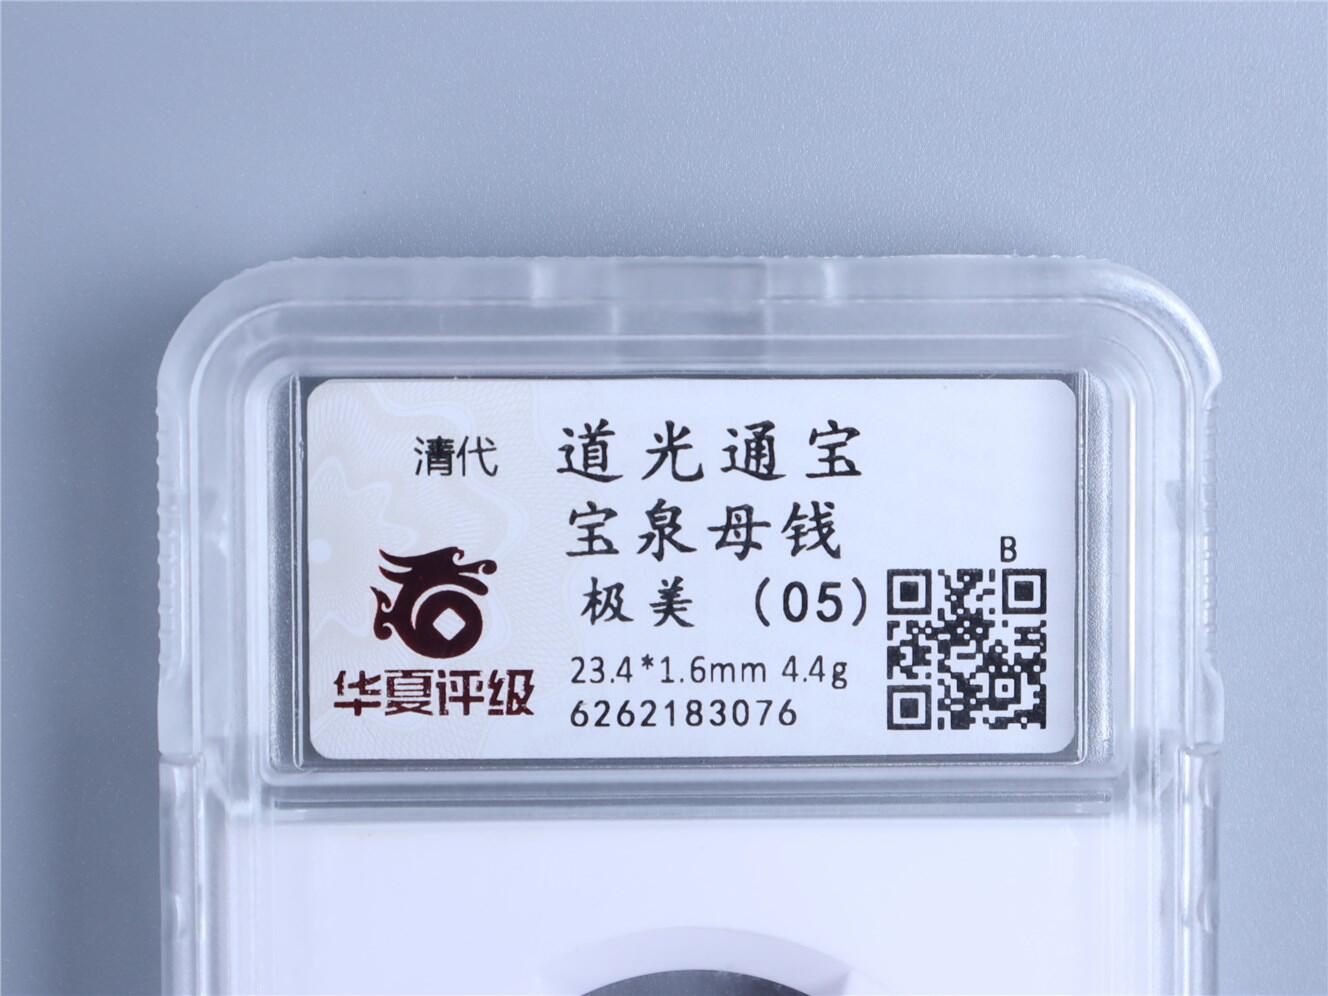 清代
道光通宝
宝泉母钱
极美 （05）
23.4*1.6mm 4.4g
6262183076
B
华夏评级